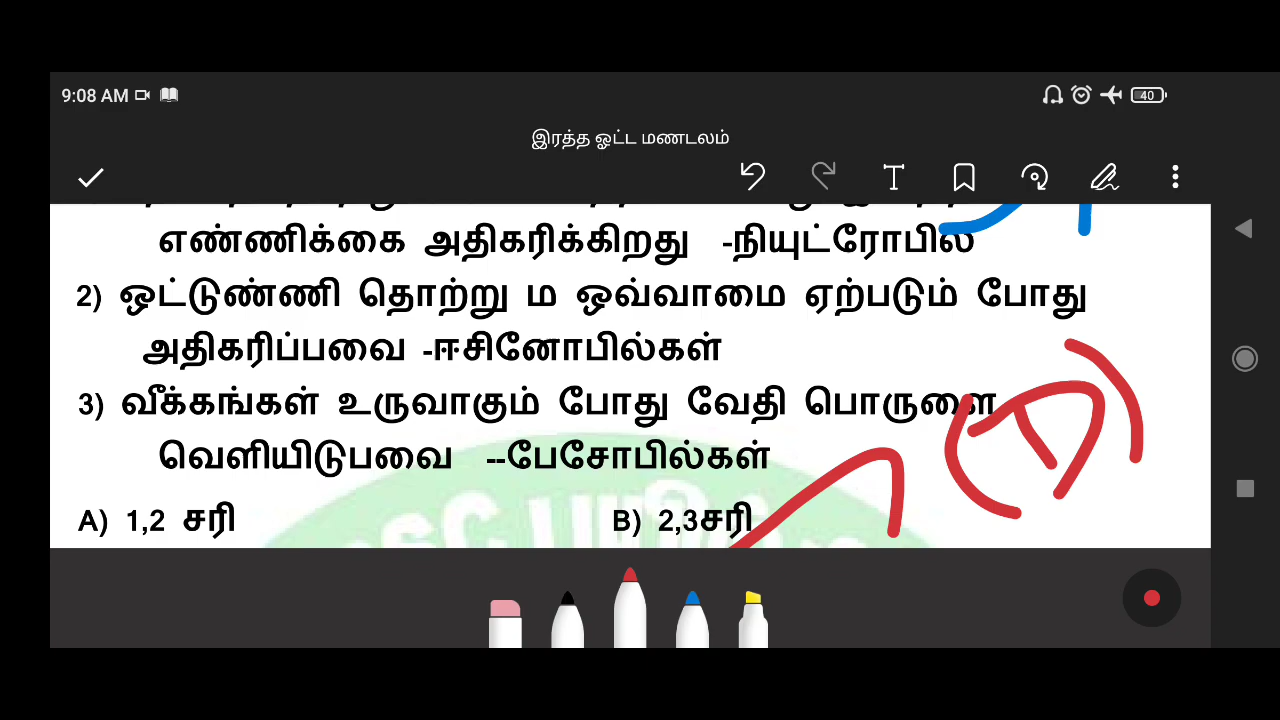 9:08 AM
40
இரத்த ஓட்ட மணடலம்
எண்ணிக்கை அதிகரிக்கிறது -நியுட்ரோபில்
2) ஒட்டுண்ணி தொற்று ம ஒவ்வாமை ஏற்படும் போது
அதிகரிப்பவை -ஈசினோபில்கள்
3) வீக்கங்கள் உருவாகும் போது வேதி பொருளை
வெளியிடுபவை --பேசோபில்கள்
A) 1,2 சரி B) 2,3சரி